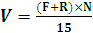 V = (F+R)×N / 15